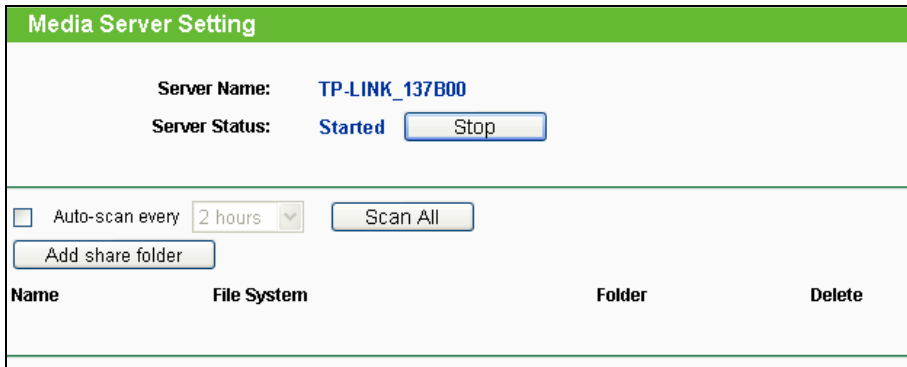 Media Server Setting
Server Name: TP-LINK_137B00
Server Status: Started Stop
Auto-scan every 2 hours Scan All
Add share folder
Name File System Folder Delete